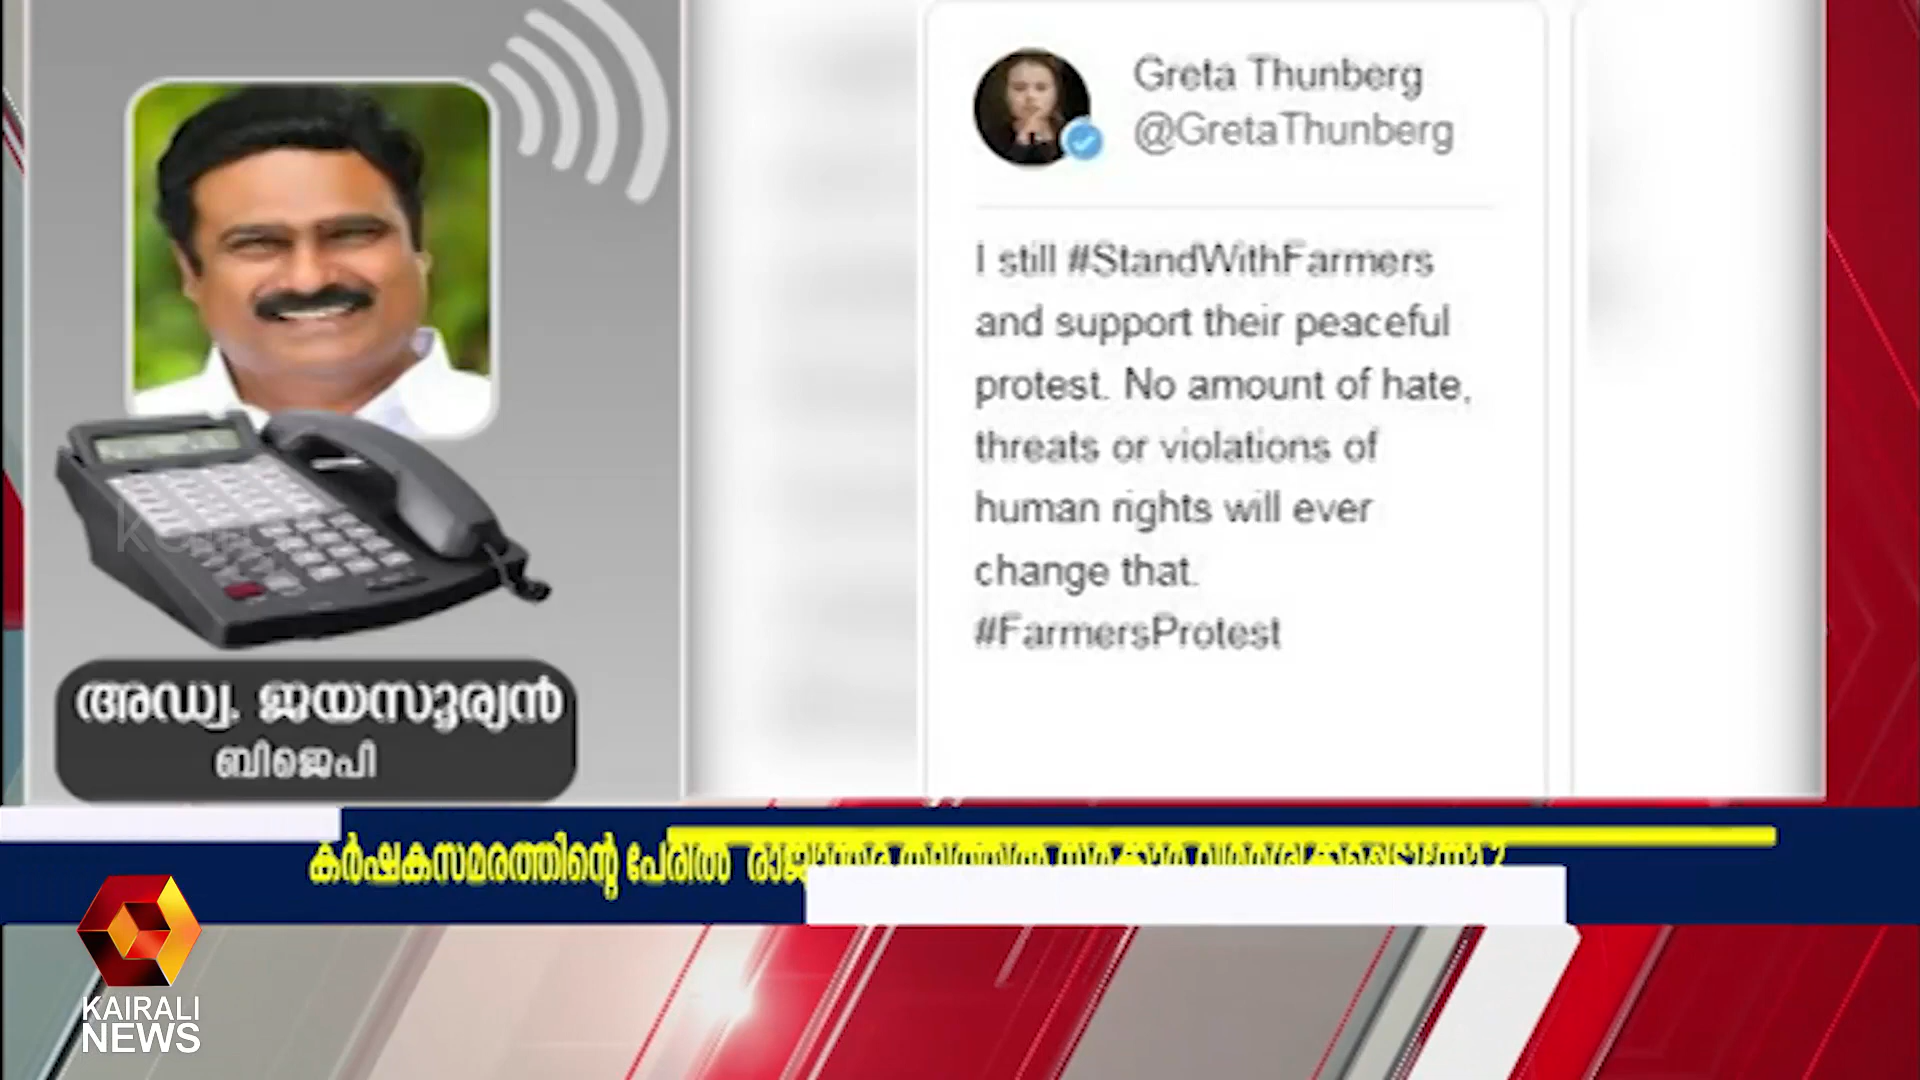 Greta Thunberg
@GretaThunberg
I still #StandWithFarmers
and support their peaceful
protest. No amount of hate,
threats or violations of
human rights will ever
change that.
#FarmersProtest
അഡ്വ. ജയസൂര്യൻ
ബിജെപി
കർഷകസമരത്തിന്റെ പേരിൽ
KAIRALI
NEWS